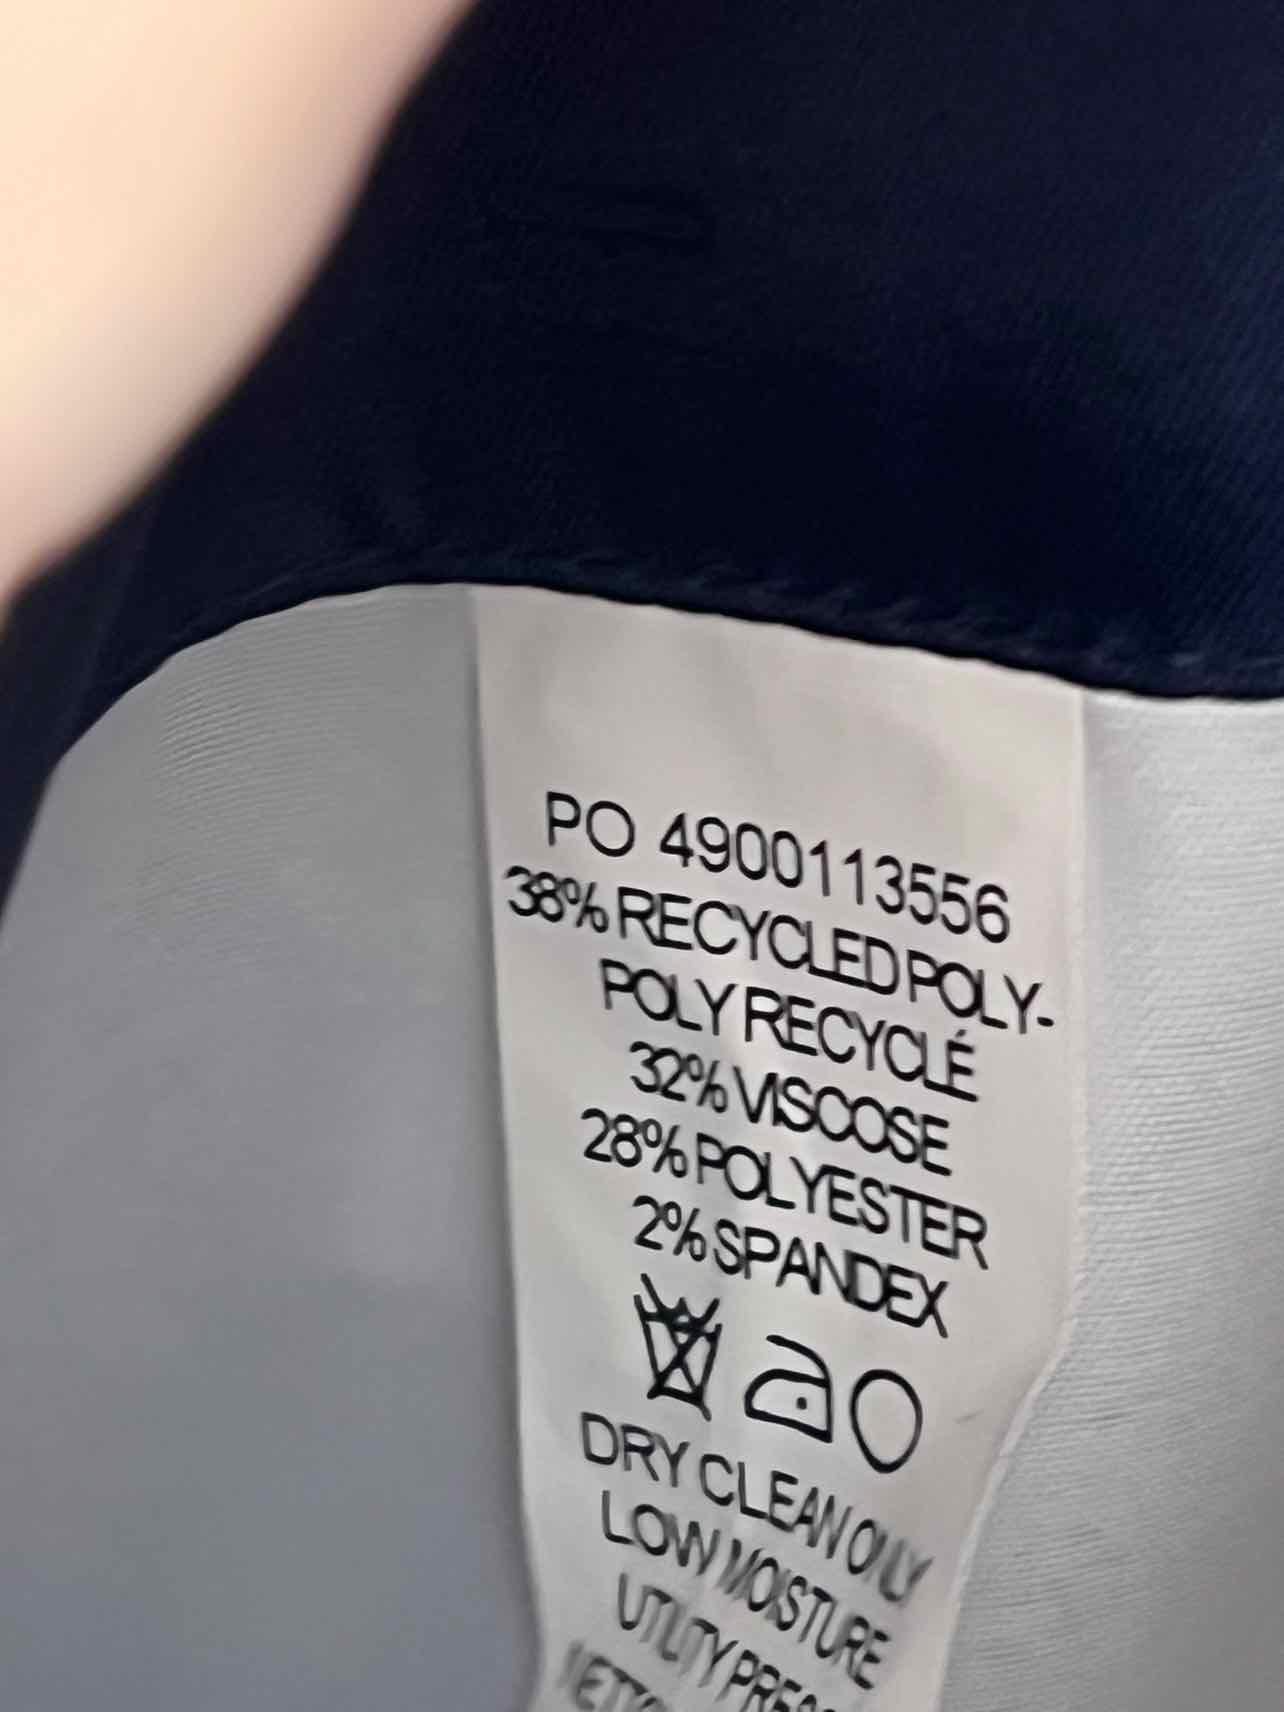 PO 4900113556
38% RECYCLED POLY-
POLY RECYCLÉ
32% VISCOSE
28% POLYESTER
2% SPANDEX
DRY CLEAN ONLY
LOW MOISTURE
UTILITY